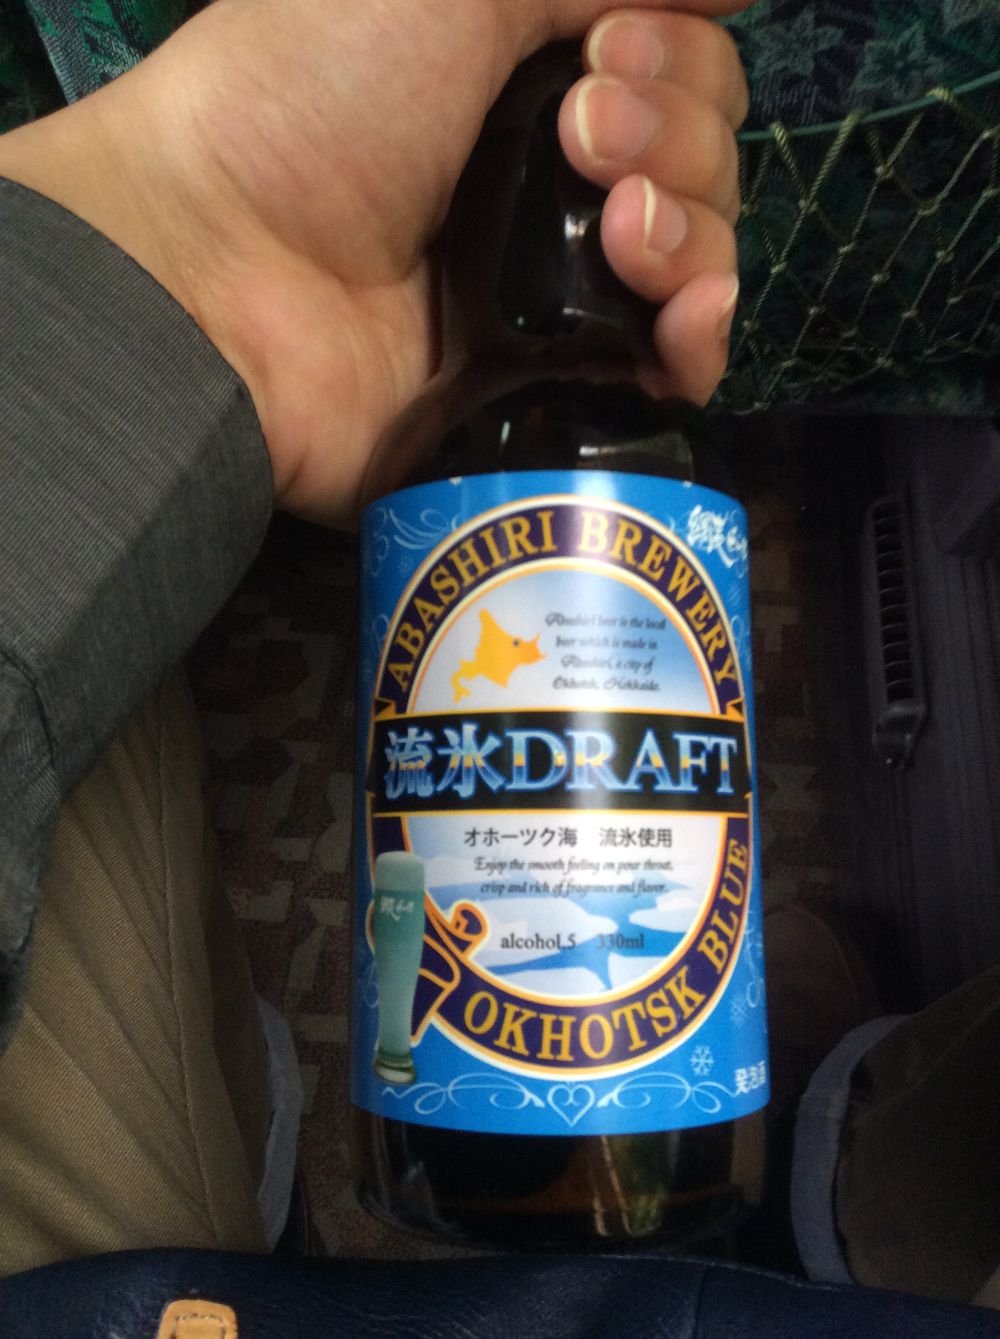 ABASHIRI BREWERY
Abashiri beer is the local
beer which is made in
Abashiri, a city of
Okhotsk, Hokkaido.
流氷DRAFT
オホーツク海 流氷使用
Enjoy the smooth feeling on your throat,
crisp and rich of fragrance and flavor.
alcohol.5 330ml
OKHOTSK BLUE
発泡酒